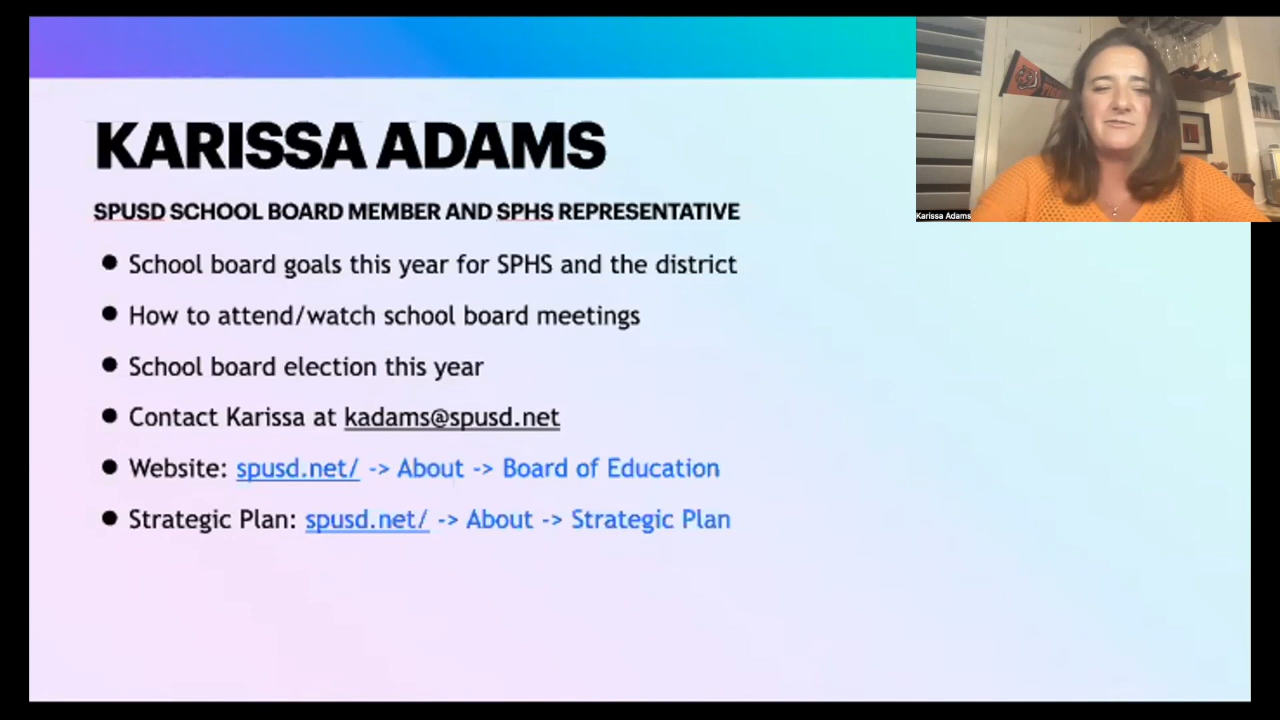 KARISSA ADAMS
SPUSD SCHOOL BOARD MEMBER AND SPHS REPRESENTATIVE
● School board goals this year for SPHS and the district
● How to attend/watch school board meetings
● School board election this year
● Contact Karissa at kadams@spusd.net
● Website: spusd.net/ -> About -> Board of Education
● Strategic Plan: spusd.net/ -> About -> Strategic Plan
Karissa Adams